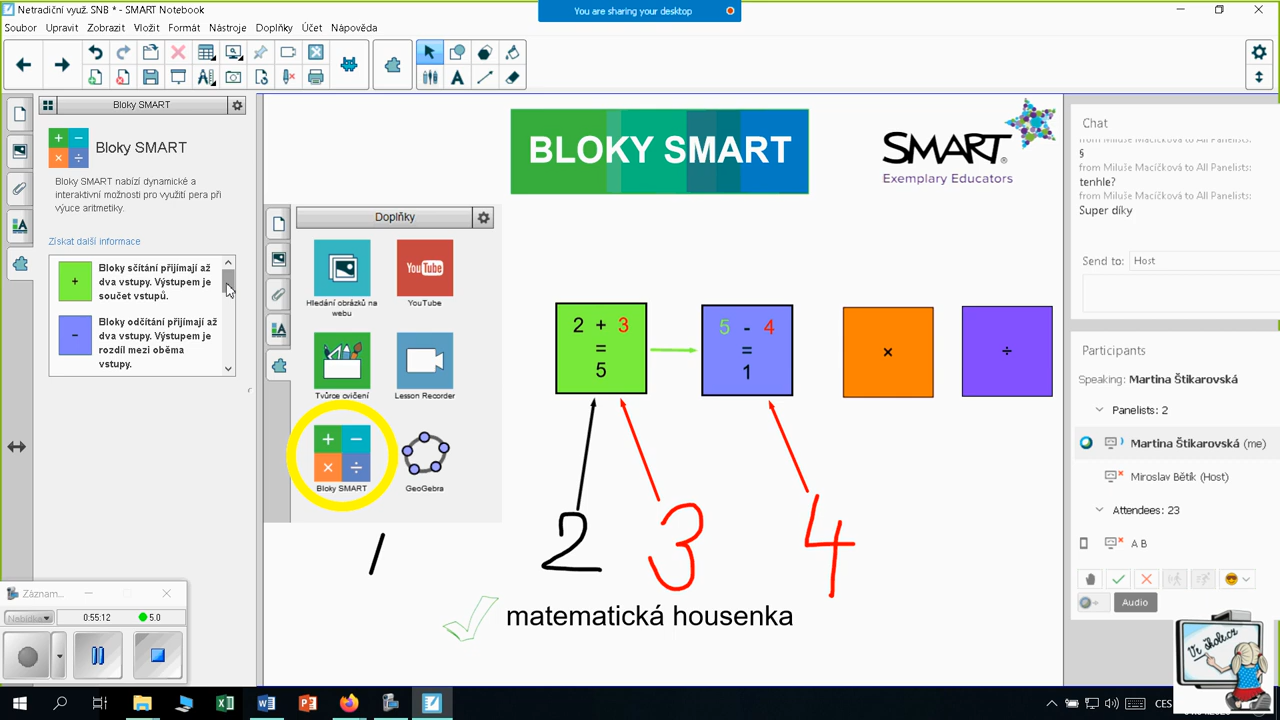 Netradiční využ. SNB * - SMART Notebook
You are sharing your desktop
Soubor Upravit Zobrazit Vložit Formát Nástroje Doplňky Účet Nápověda
Bloky SMART
Bloky SMART
Bloky SMART nabízí dynamické a
interaktivní možnosti pro využití pera při
výuce aritmetiky.
Získat další informace
+
Bloky sčítání přijímají až
dva vstupy. Výstupem je
součet vstupů.
-
Bloky odčítání přijímají až
dva vstupy. Výstupem je
rozdíl mezi oběma
vstupy.
BLOKY SMART
SMART
Exemplary Educators
Doplňky
Hledání obrázků na
webu
YouTube
YouTube
Tvůrce cvičení
Lesson Recorder
Bloky SMART
GeoGebra
2 + 3
=
5
5 - 4
=
1
×
÷
2 3 4
matematická housenka
Chat
from Miluše Macíčková to All Panelists:
§
from Miluše Macíčková to All Panelists:
tenhle?
from Miluše Macíčková to All Panelists:
Super díky
Send to: Host
Participants
Speaking: Martina Štikarovská
Panelists: 2
Martina Štikarovská (me)
Miroslav Bětík (Host)
Attendees: 23
A B
Audio
Záznam...
Nabídka
0:55:12
5.0
Ve škole.cz
CES